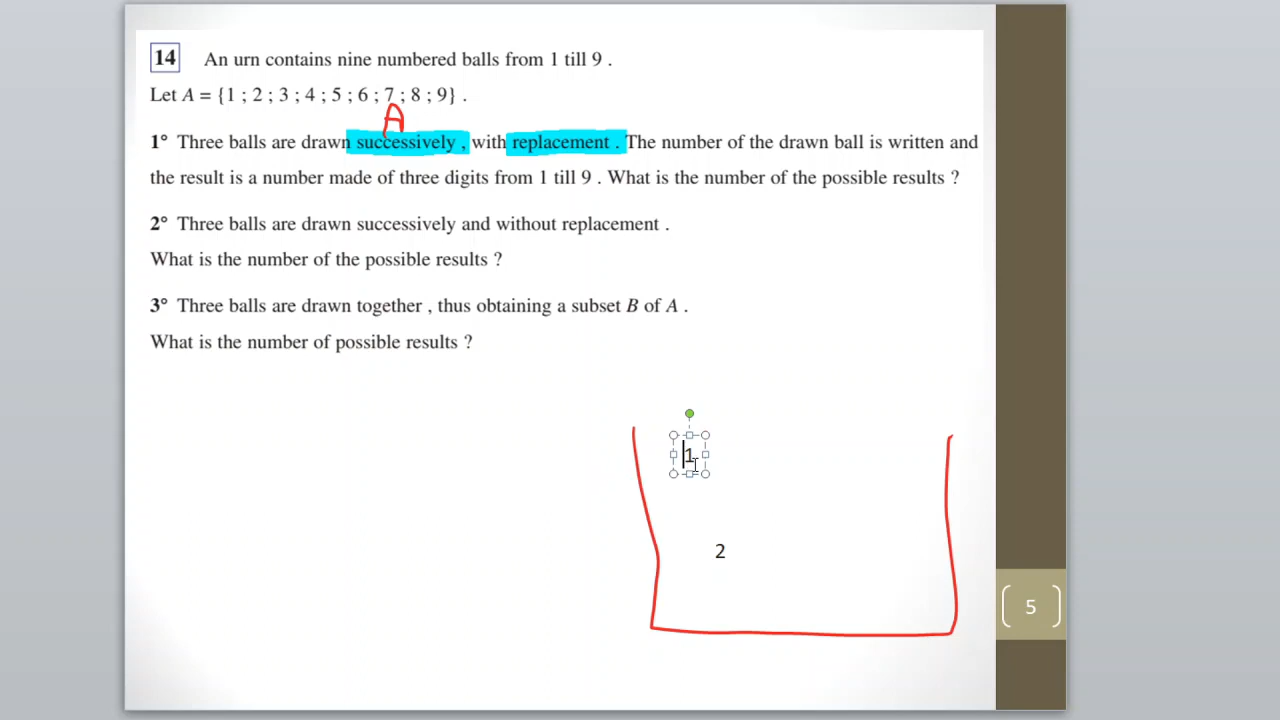 14 An urn contains nine numbered balls from 1 till 9 .
Let A = {1 ; 2 ; 3 ; 4 ; 5 ; 6 ; 7 ; 8 ; 9} .
A
1° Three balls are drawn successively , with replacement . The number of the drawn ball is written and
the result is a number made of three digits from 1 till 9 . What is the number of the possible results ?
2° Three balls are drawn successively and without replacement .
What is the number of the possible results ?
3° Three balls are drawn together , thus obtaining a subset B of A .
What is the number of possible results ?
1
2
5